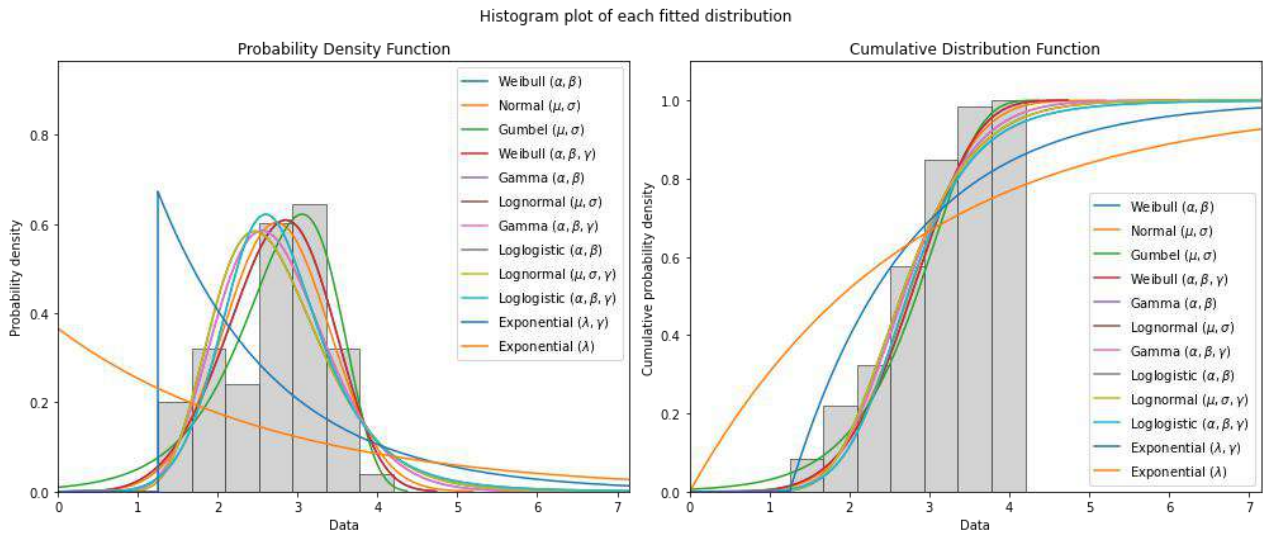 Histogram plot of each fitted distribution
Probability Density Function
Probability density
0.8
0.6
0.4
0.2
0.0
0 1 2 3 4 5 6 7
Data
Weibull (α, β)
Normal (μ, σ)
Gumbel (μ, σ)
Weibull (α, β, γ)
Gamma (α, β)
Lognormal (μ, σ)
Gamma (α, β, γ)
Loglogistic (α, β)
Lognormal (μ, σ, γ)
Loglogistic (α, β, γ)
Exponential (λ, γ)
Exponential (λ)
Cumulative Distribution Function
Cumulative probability density
1.0
0.8
0.6
0.4
0.2
0.0
0 1 2 3 4 5 6 7
Data
Weibull (α, β)
Normal (μ, σ)
Gumbel (μ, σ)
Weibull (α, β, γ)
Gamma (α, β)
Lognormal (μ, σ)
Gamma (α, β, γ)
Loglogistic (α, β)
Lognormal (μ, σ, γ)
Loglogistic (α, β, γ)
Exponential (λ, γ)
Exponential (λ)